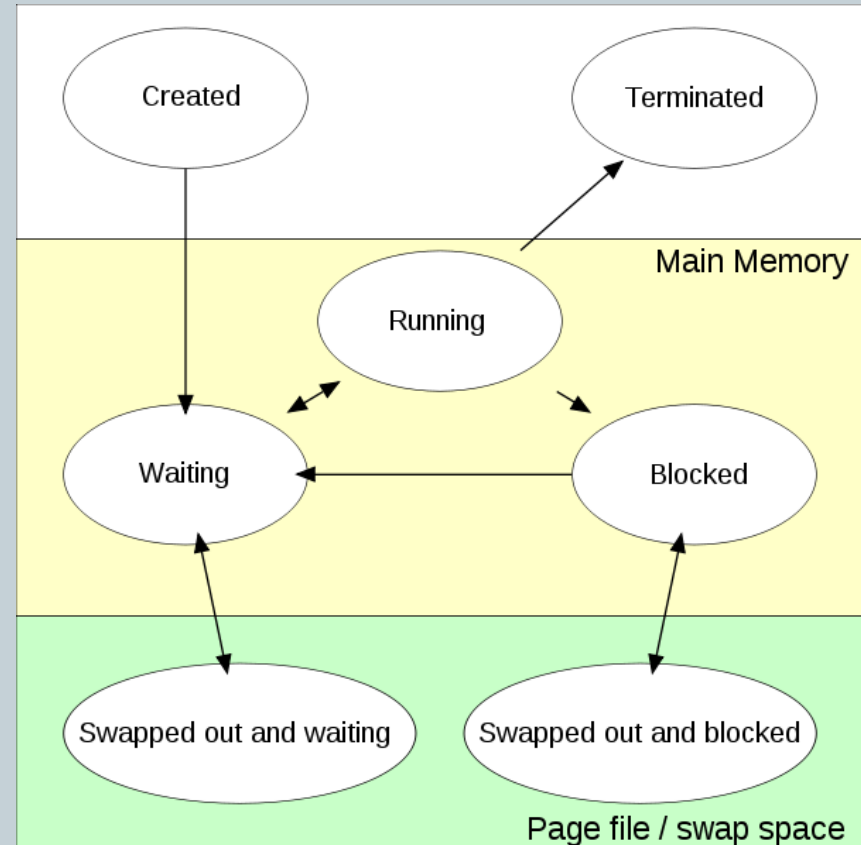 Created
Terminated
Main Memory
Running
Waiting
Blocked
Swapped out and waiting
Swapped out and blocked
Page file / swap space